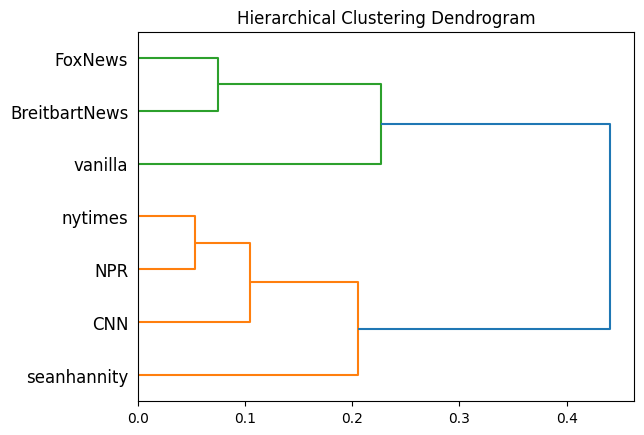 Hierarchical Clustering Dendrogram
FoxNews
BreitbartNews
vanilla
nytimes
NPR
CNN
seanhannity
0.0 0.1 0.2 0.3 0.4